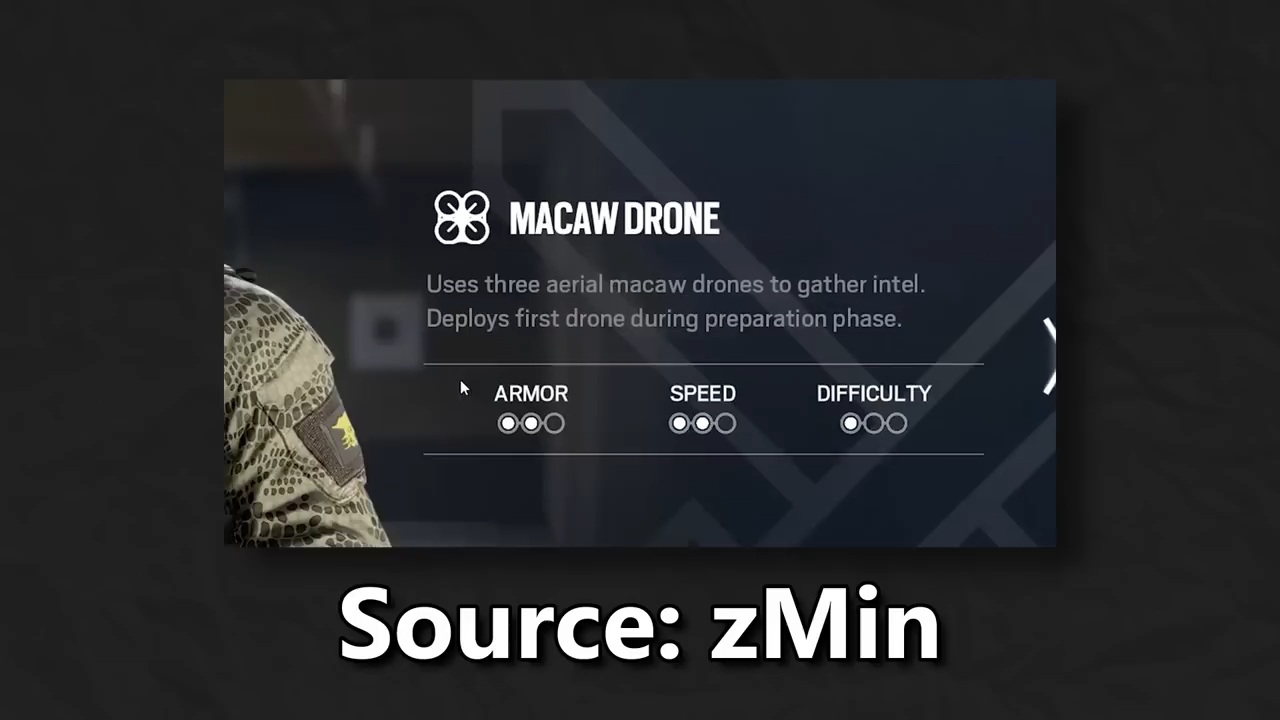 MACAW DRONE
Uses three aerial macaw drones to gather intel.
Deploys first drone during preparation phase.
ARMOR SPEED DIFFICULTY
Source: zMin